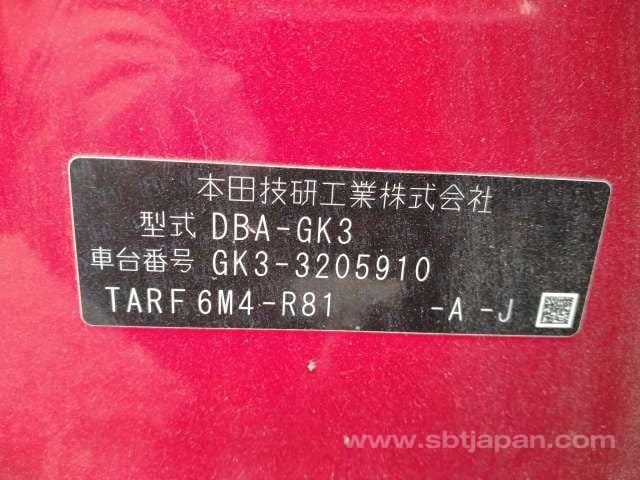 本田技研工業株式会社
型式 DBA-GK3
車台番号 GK3-3205910
TARF 6M4-R81 -A -J
www.sbtjapan.com